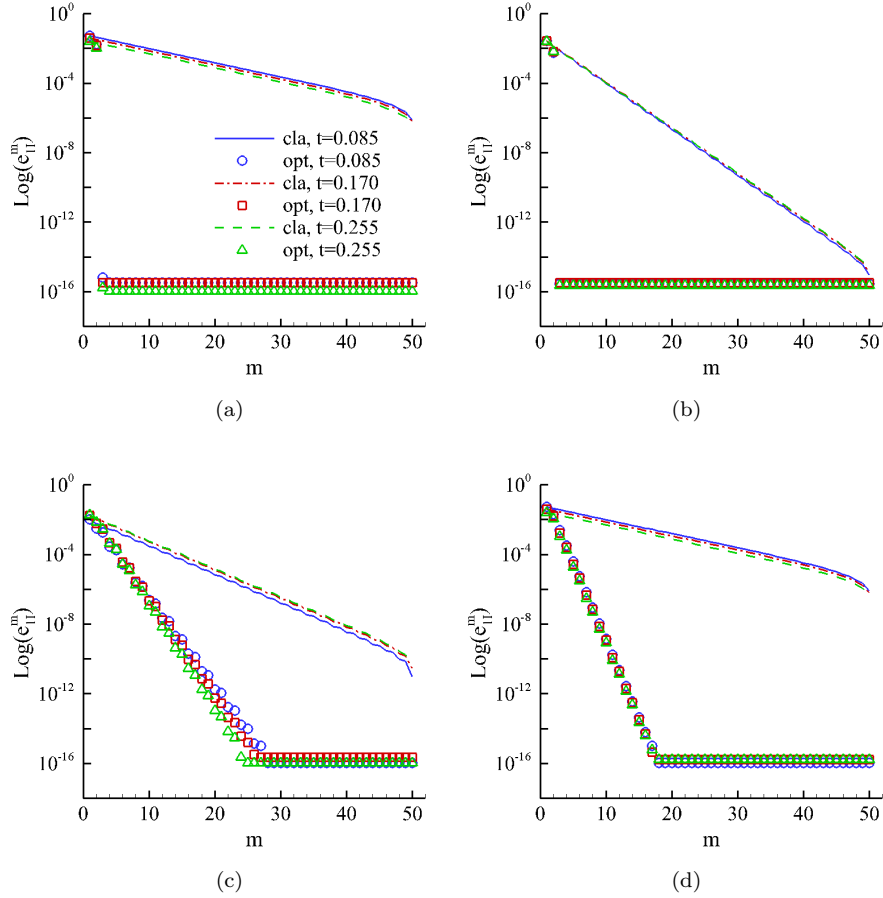 10^0
10^-4
10^-8
10^-12
10^-16
Log(e_II^m)
0 10 20 30 40 50
m
cla, t=0.085
opt, t=0.085
cla, t=0.170
opt, t=0.170
cla, t=0.255
opt, t=0.255
(a)
10^0
10^-4
10^-8
10^-12
10^-16
Log(e_II^m)
0 10 20 30 40 50
m
(b)
10^0
10^-4
10^-8
10^-12
10^-16
Log(e_II^m)
0 10 20 30 40 50
m
(c)
10^0
10^-4
10^-8
10^-12
10^-16
Log(e_II^m)
0 10 20 30 40 50
m
(d)